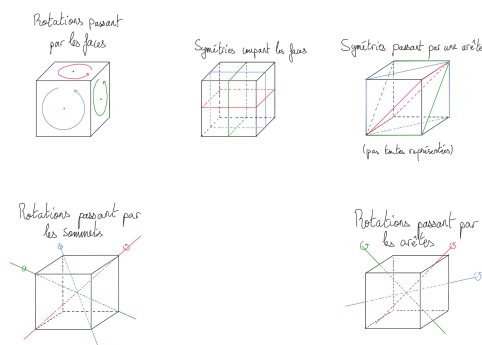 Rotations passant
par les faces
Symétries coupant les faces
Symétries passant par une arête
(pas toutes représentées)
Rotations passant par
les sommets
Rotations passant par
les arêtes